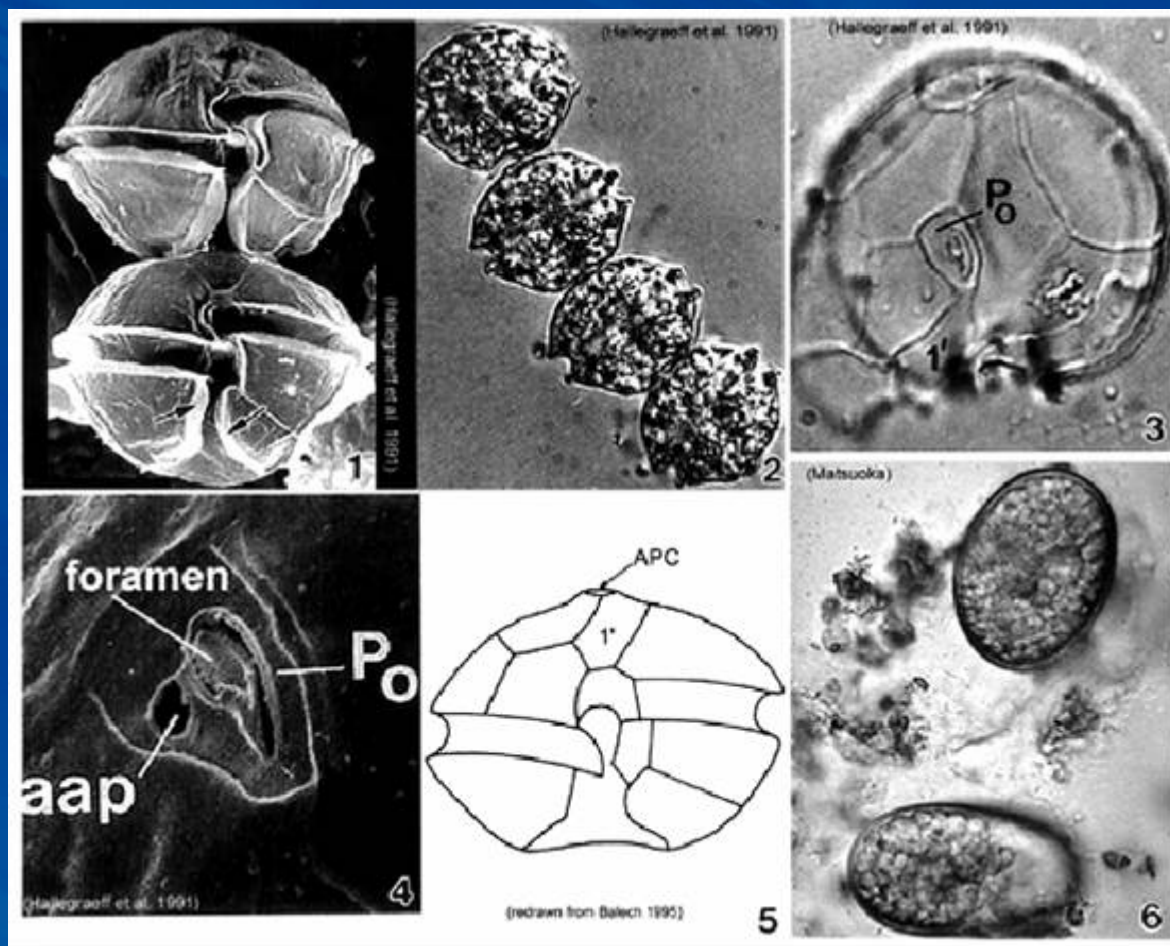 (Hallegraeff et al. 1991)
1
(Hallegraeff et al. 1991)
2
(Hallegraeff et al. 1991)
Po
1'
3
foramen
Po
aap
(Hallegraeff et al. 1991)
4
APC
1'
(redrawn from Balech 1995)
5
(Matsuoka)
6